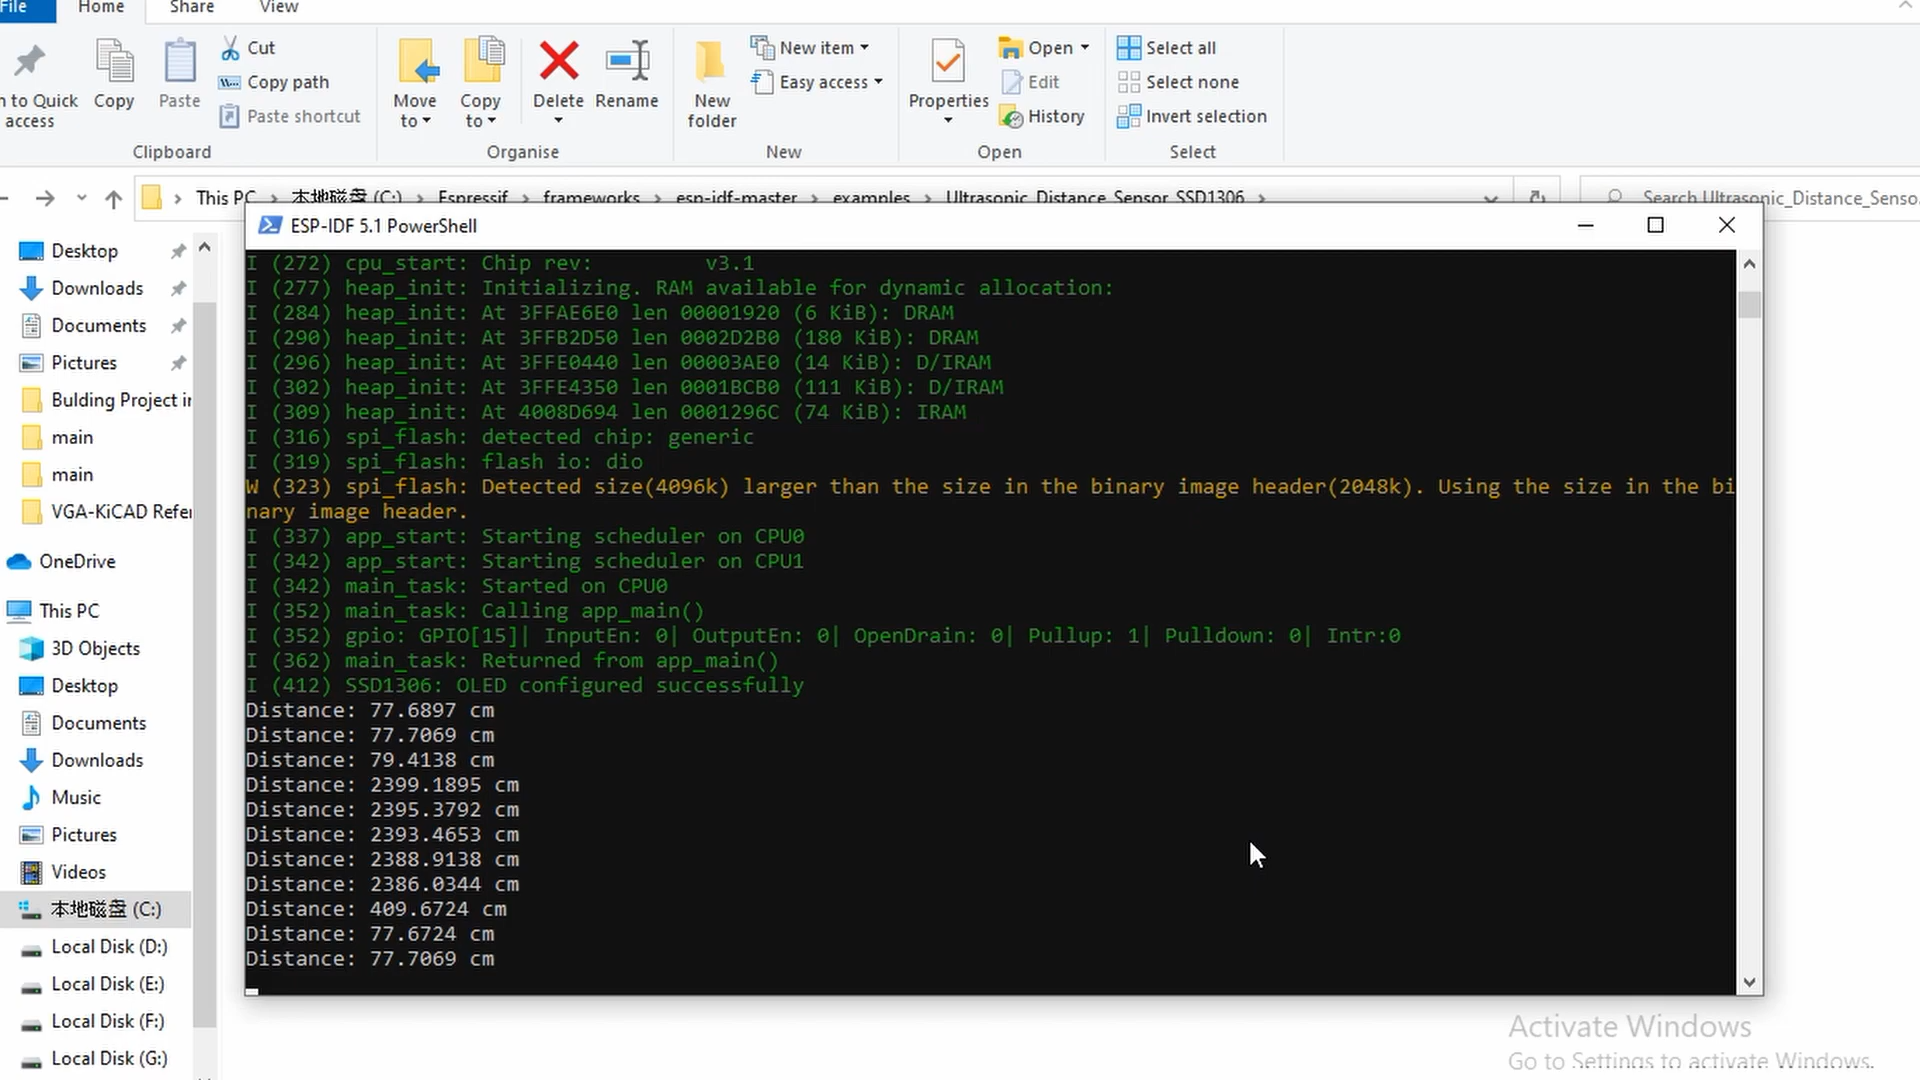 File Home Share View
Cut
Copy path
Paste shortcut
n to Quick access
Copy
Paste
Clipboard
Move to
Copy to
Delete
Rename
Organise
New folder
New item
Easy access
New
Properties
Open
Edit
History
Open
Select all
Select none
Invert selection
Select
This PC 本地磁盘 (C:) Espressif frameworks esp-idf-master examples Ultrasonic_Distance_Sensor_SSD1306
Search Ultrasonic_Distance_Senso
Desktop
Downloads
Documents
Pictures
Bulding Project in
main
main
VGA-KiCAD Refer
OneDrive
This PC
3D Objects
Desktop
Documents
Downloads
Music
Pictures
Videos
本地磁盘 (C:)
Local Disk (D:)
Local Disk (E:)
Local Disk (F:)
Local Disk (G:)
ESP-IDF 5.1 PowerShell
I (272) cpu_start: Chip rev:         v3.1
I (277) heap_init: Initializing. RAM available for dynamic allocation:
I (284) heap_init: At 3FFAE6E0 len 00001920 (6 KiB): DRAM
I (290) heap_init: At 3FFB2D50 len 0002D2B0 (180 KiB): DRAM
I (296) heap_init: At 3FFE0440 len 00003AE0 (14 KiB): D/IRAM
I (302) heap_init: At 3FFE4350 len 0001BCB0 (111 KiB): D/IRAM
I (309) heap_init: At 4008D694 len 0001296C (74 KiB): IRAM
I (316) spi_flash: detected chip: generic
I (319) spi_flash: flash io: dio
W (323) spi_flash: Detected size(4096k) larger than the size in the binary image header(2048k). Using the size in the bi
nary image header.
I (337) app_start: Starting scheduler on CPU0
I (342) app_start: Starting scheduler on CPU1
I (342) main_task: Started on CPU0
I (352) main_task: Calling app_main()
I (352) gpio: GPIO[15]| InputEn: 0| OutputEn: 0| OpenDrain: 0| Pullup: 1| Pulldown: 0| Intr:0
I (362) main_task: Returned from app_main()
I (412) SSD1306: OLED configured successfully
Distance: 77.6897 cm
Distance: 77.7069 cm
Distance: 79.4138 cm
Distance: 2399.1895 cm
Distance: 2395.3792 cm
Distance: 2393.4653 cm
Distance: 2388.9138 cm
Distance: 2386.0344 cm
Distance: 409.6724 cm
Distance: 77.6724 cm
Distance: 77.7069 cm
Activate Windows
Go to Settings to activate Windows.